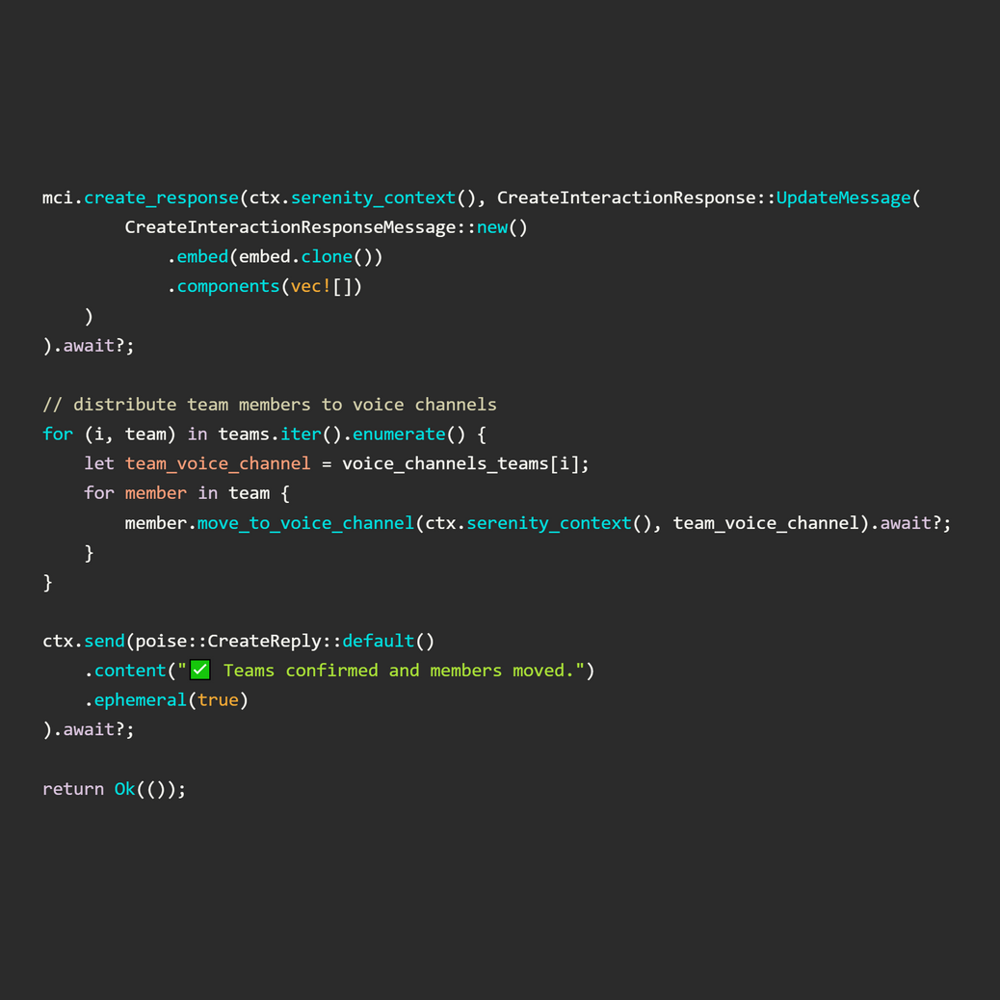 mci.create_response(ctx.serenity_context(), CreateInteractionResponse::UpdateMessage(
        CreateInteractionResponseMessage::new()
            .embed(embed.clone())
            .components(vec![])
    )
).await?;

// distribute team members to voice channels
for (i, team) in teams.iter().enumerate() {
    let team_voice_channel = voice_channels_teams[i];
    for member in team {
        member.move_to_voice_channel(ctx.serenity_context(), team_voice_channel).await?;
    }
}

ctx.send(poise::CreateReply::default()
    .content("✅ Teams confirmed and members moved.")
    .ephemeral(true)
).await?;

return Ok(());